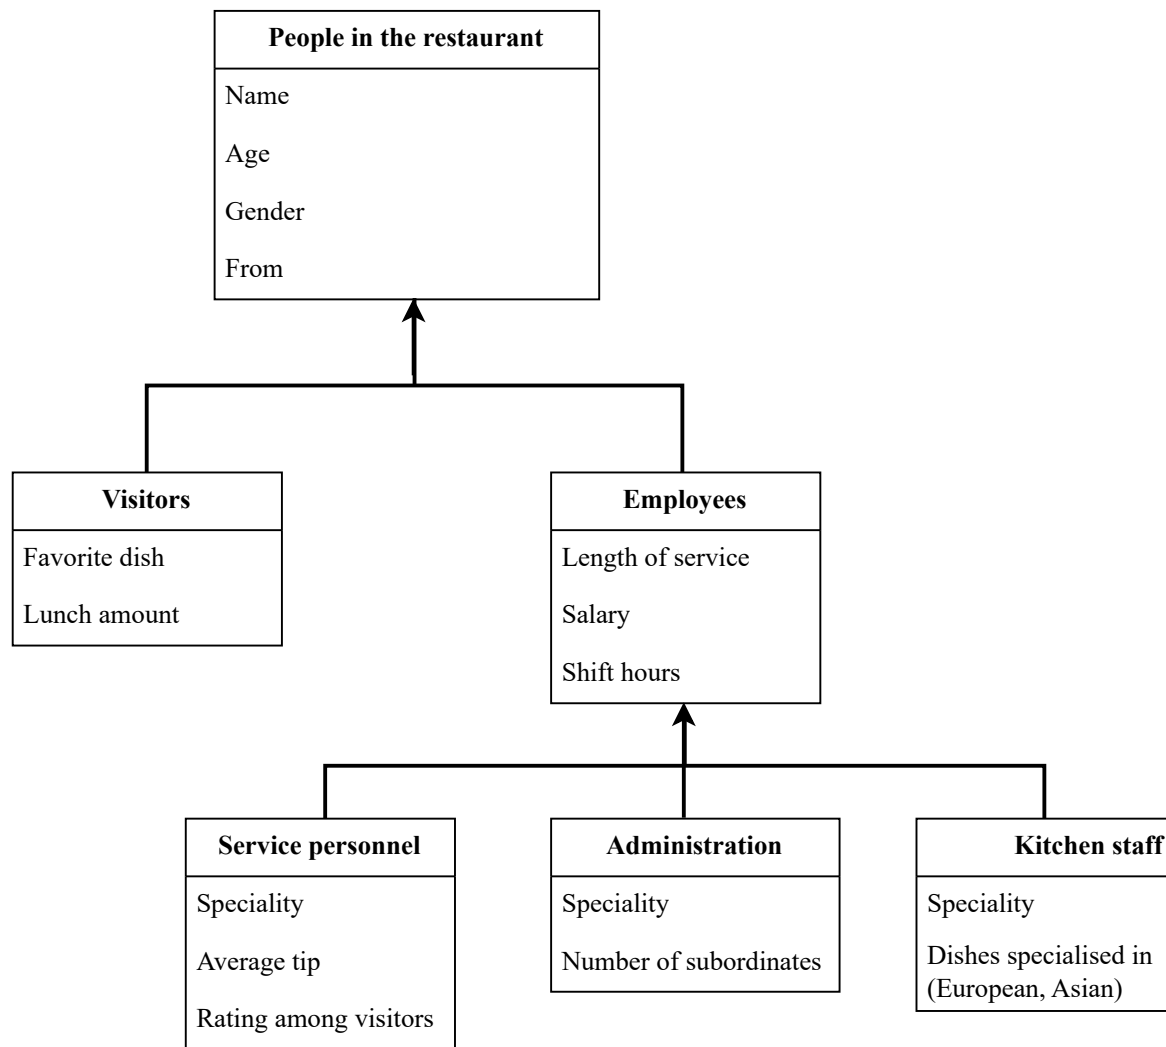 People in the restaurant
Name
Age
Gender
From
Visitors
Favorite dish
Lunch amount
Employees
Length of service
Salary
Shift hours
Service personnel
Speciality
Average tip
Rating among visitors
Administration
Speciality
Number of subordinates
Kitchen staff
Speciality
Dishes specialised in
(European, Asian)